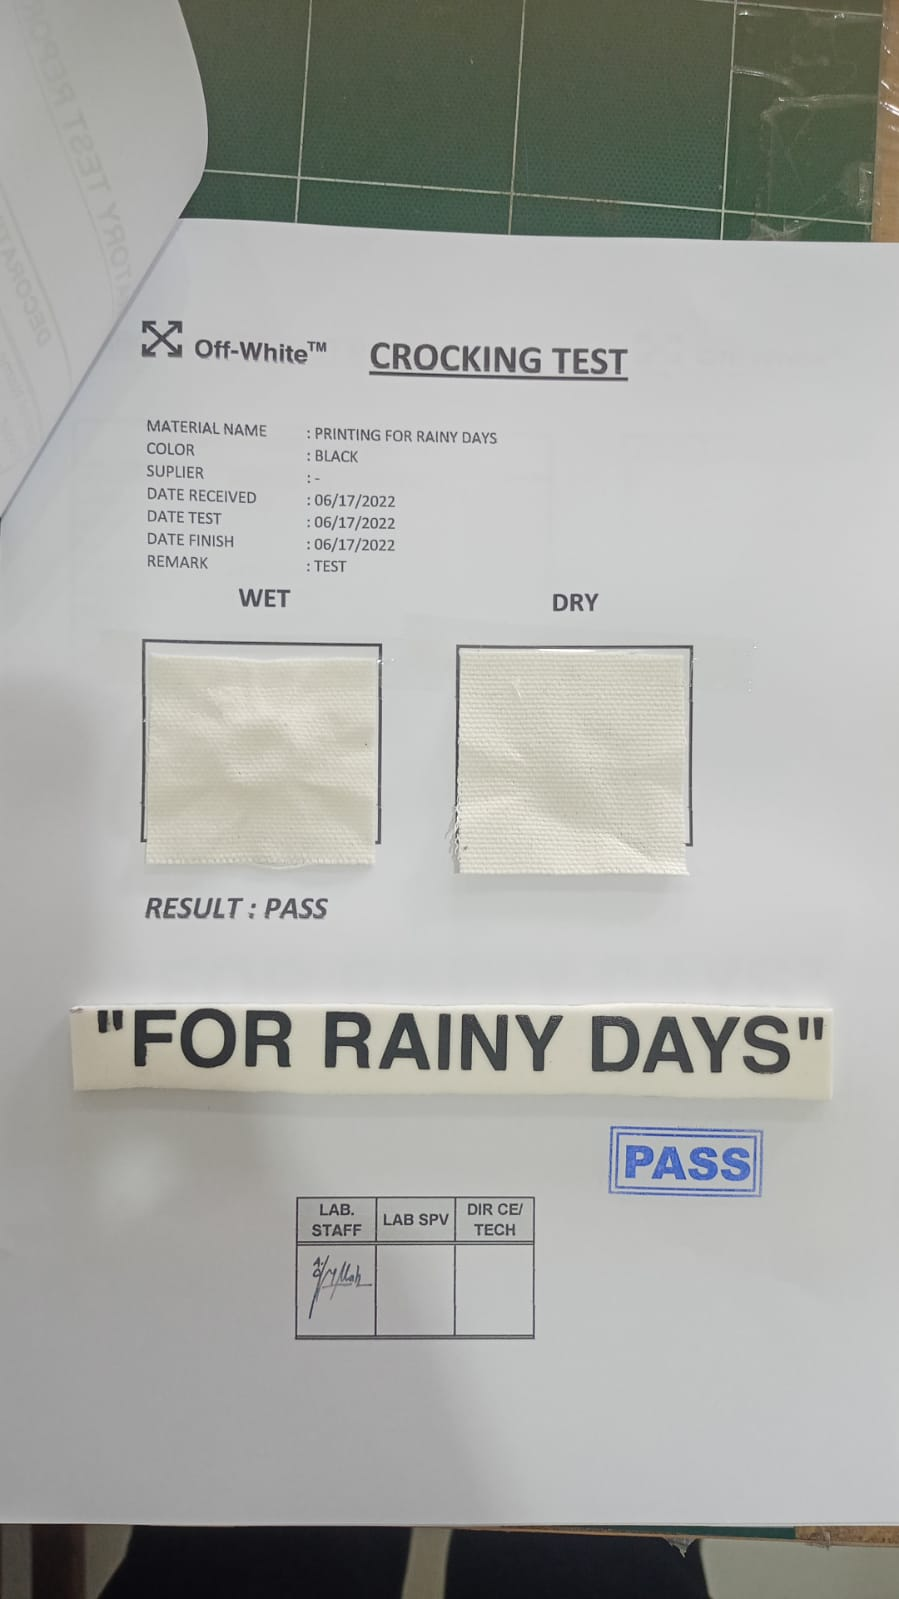 Off-White™ CROCKING TEST
MATERIAL NAME : PRINTING FOR RAINY DAYS
COLOR : BLACK
SUPLIER : -
DATE RECEIVED : 06/17/2022
DATE TEST : 06/17/2022
DATE FINISH : 06/17/2022
REMARK : TEST
WET DRY
RESULT : PASS
"FOR RAINY DAYS"
PASS
LAB. STAFF
LAB SPV
DIR CE/ TECH